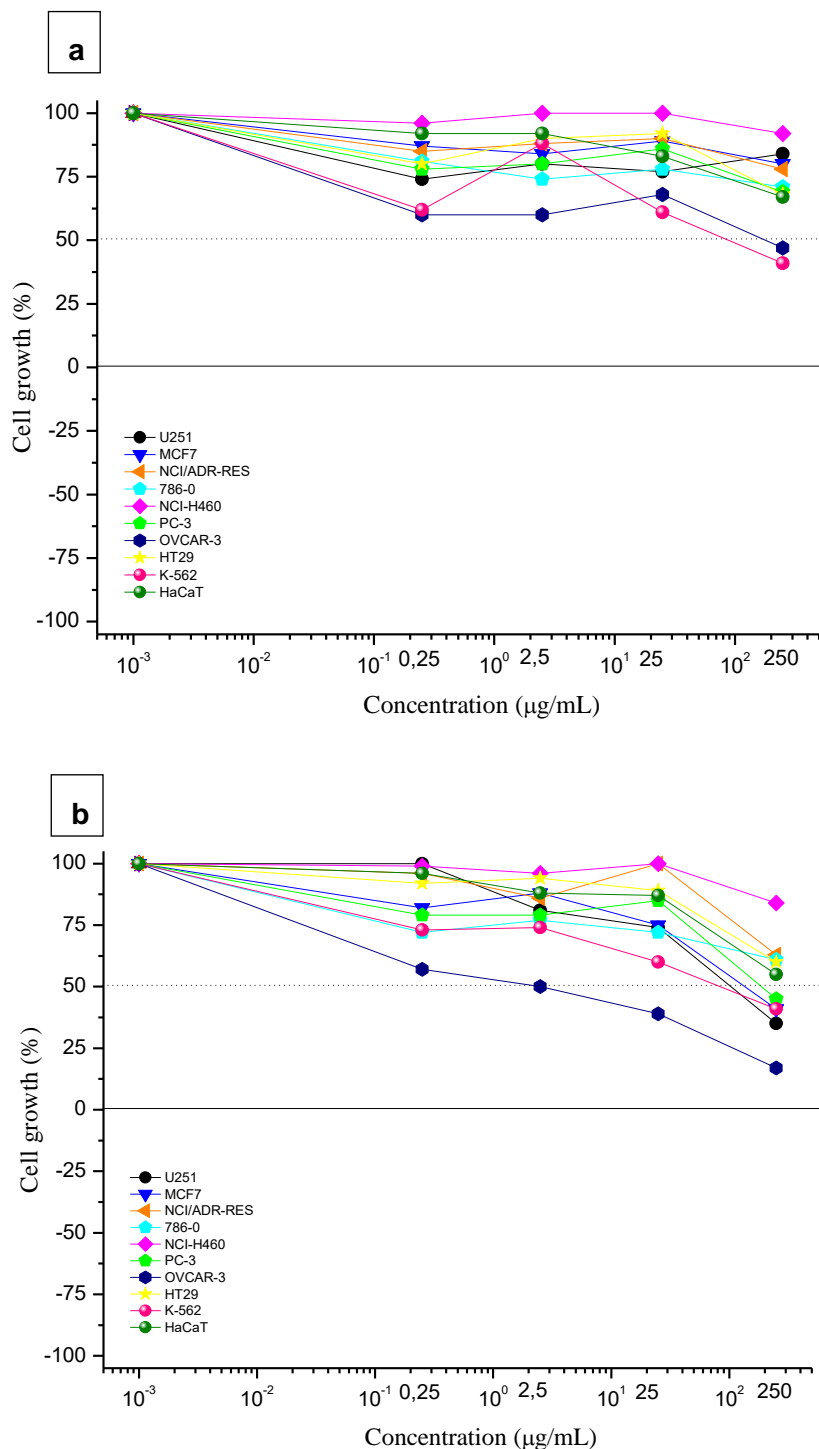 a
100
75
50
25
0
-25
-50
-75
-100
Cell growth (%)
U251
MCF7
NCI/ADR-RES
786-0
NCI-H460
PC-3
OVCAR-3
HT29
K-562
HaCaT
10⁻³ 10⁻² 10⁻¹ 0,25 10⁰ 2,5 10¹ 25 10² 250
Concentration (μg/mL)
b
100
75
50
25
0
-25
-50
-75
-100
Cell growth (%)
U251
MCF7
NCI/ADR-RES
786-0
NCI-H460
PC-3
OVCAR-3
HT29
K-562
HaCaT
10⁻³ 10⁻² 10⁻¹ 0,25 10⁰ 2,5 10¹ 25 10² 250
Concentration (μg/mL)